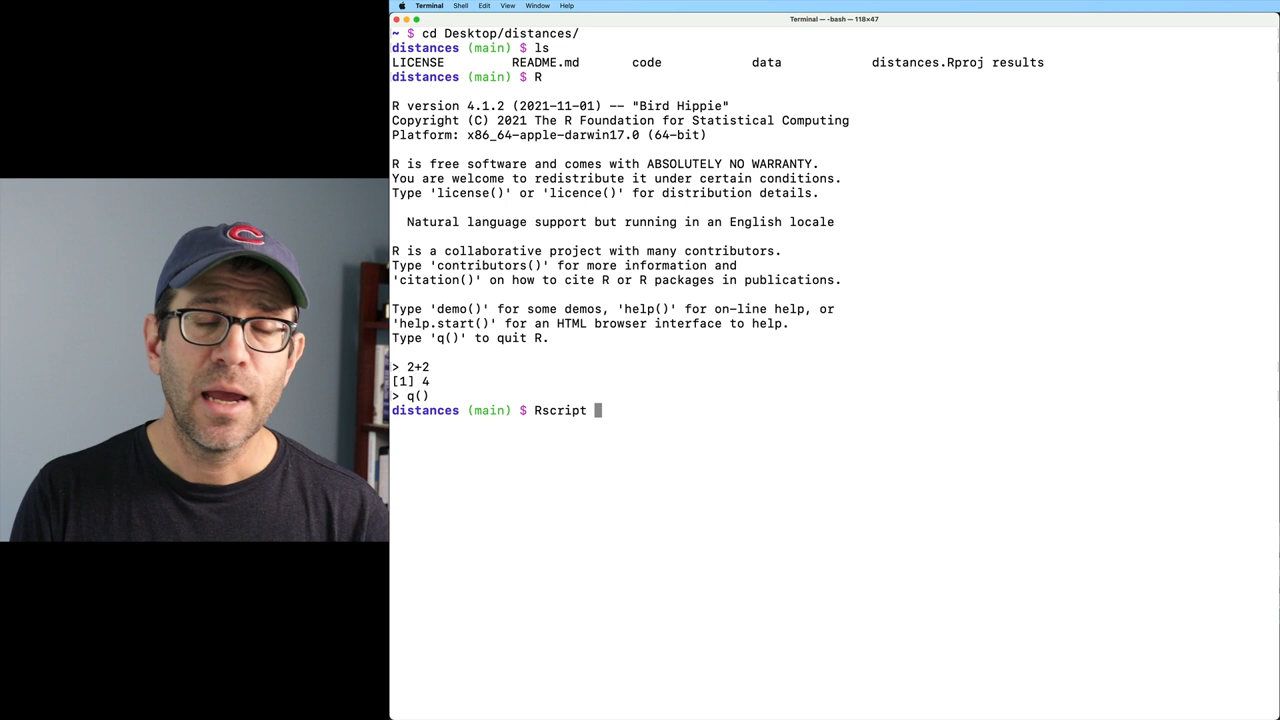 Terminal Shell Edit View Window Help
Terminal — -bash — 118×47
~ $ cd Desktop/distances/
distances (main) $ ls
LICENSE README.md code data distances.Rproj results
distances (main) $ R
R version 4.1.2 (2021-11-01) -- "Bird Hippie"
Copyright (C) 2021 The R Foundation for Statistical Computing
Platform: x86_64-apple-darwin17.0 (64-bit)
R is free software and comes with ABSOLUTELY NO WARRANTY.
You are welcome to redistribute it under certain conditions.
Type 'license()' or 'licence()' for distribution details.
Natural language support but running in an English locale
R is a collaborative project with many contributors.
Type 'contributors()' for more information and
'citation()' on how to cite R or R packages in publications.
Type 'demo()' for some demos, 'help()' for on-line help, or
'help.start()' for an HTML browser interface to help.
Type 'q()' to quit R.
> 2+2
[1] 4
> q()
distances (main) $ Rscript
C